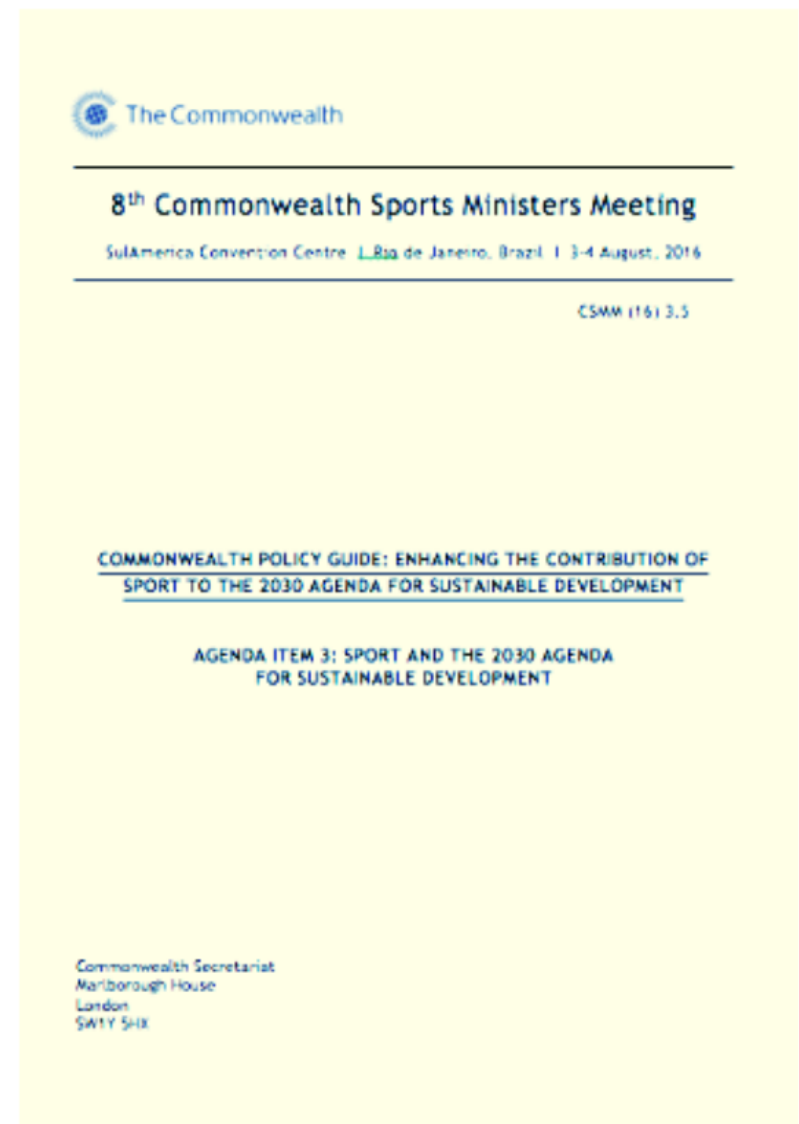 The Commonwealth
8th Commonwealth Sports Ministers Meeting
SulAmerica Convention Centre | Rio de Janeiro, Brazil | 3-4 August, 2016
CSMM (16) 3.5
COMMONWEALTH POLICY GUIDE: ENHANCING THE CONTRIBUTION OF
SPORT TO THE 2030 AGENDA FOR SUSTAINABLE DEVELOPMENT
AGENDA ITEM 3: SPORT AND THE 2030 AGENDA
FOR SUSTAINABLE DEVELOPMENT
Commonwealth Secretariat
Marlborough House
London
SW1Y 5HX